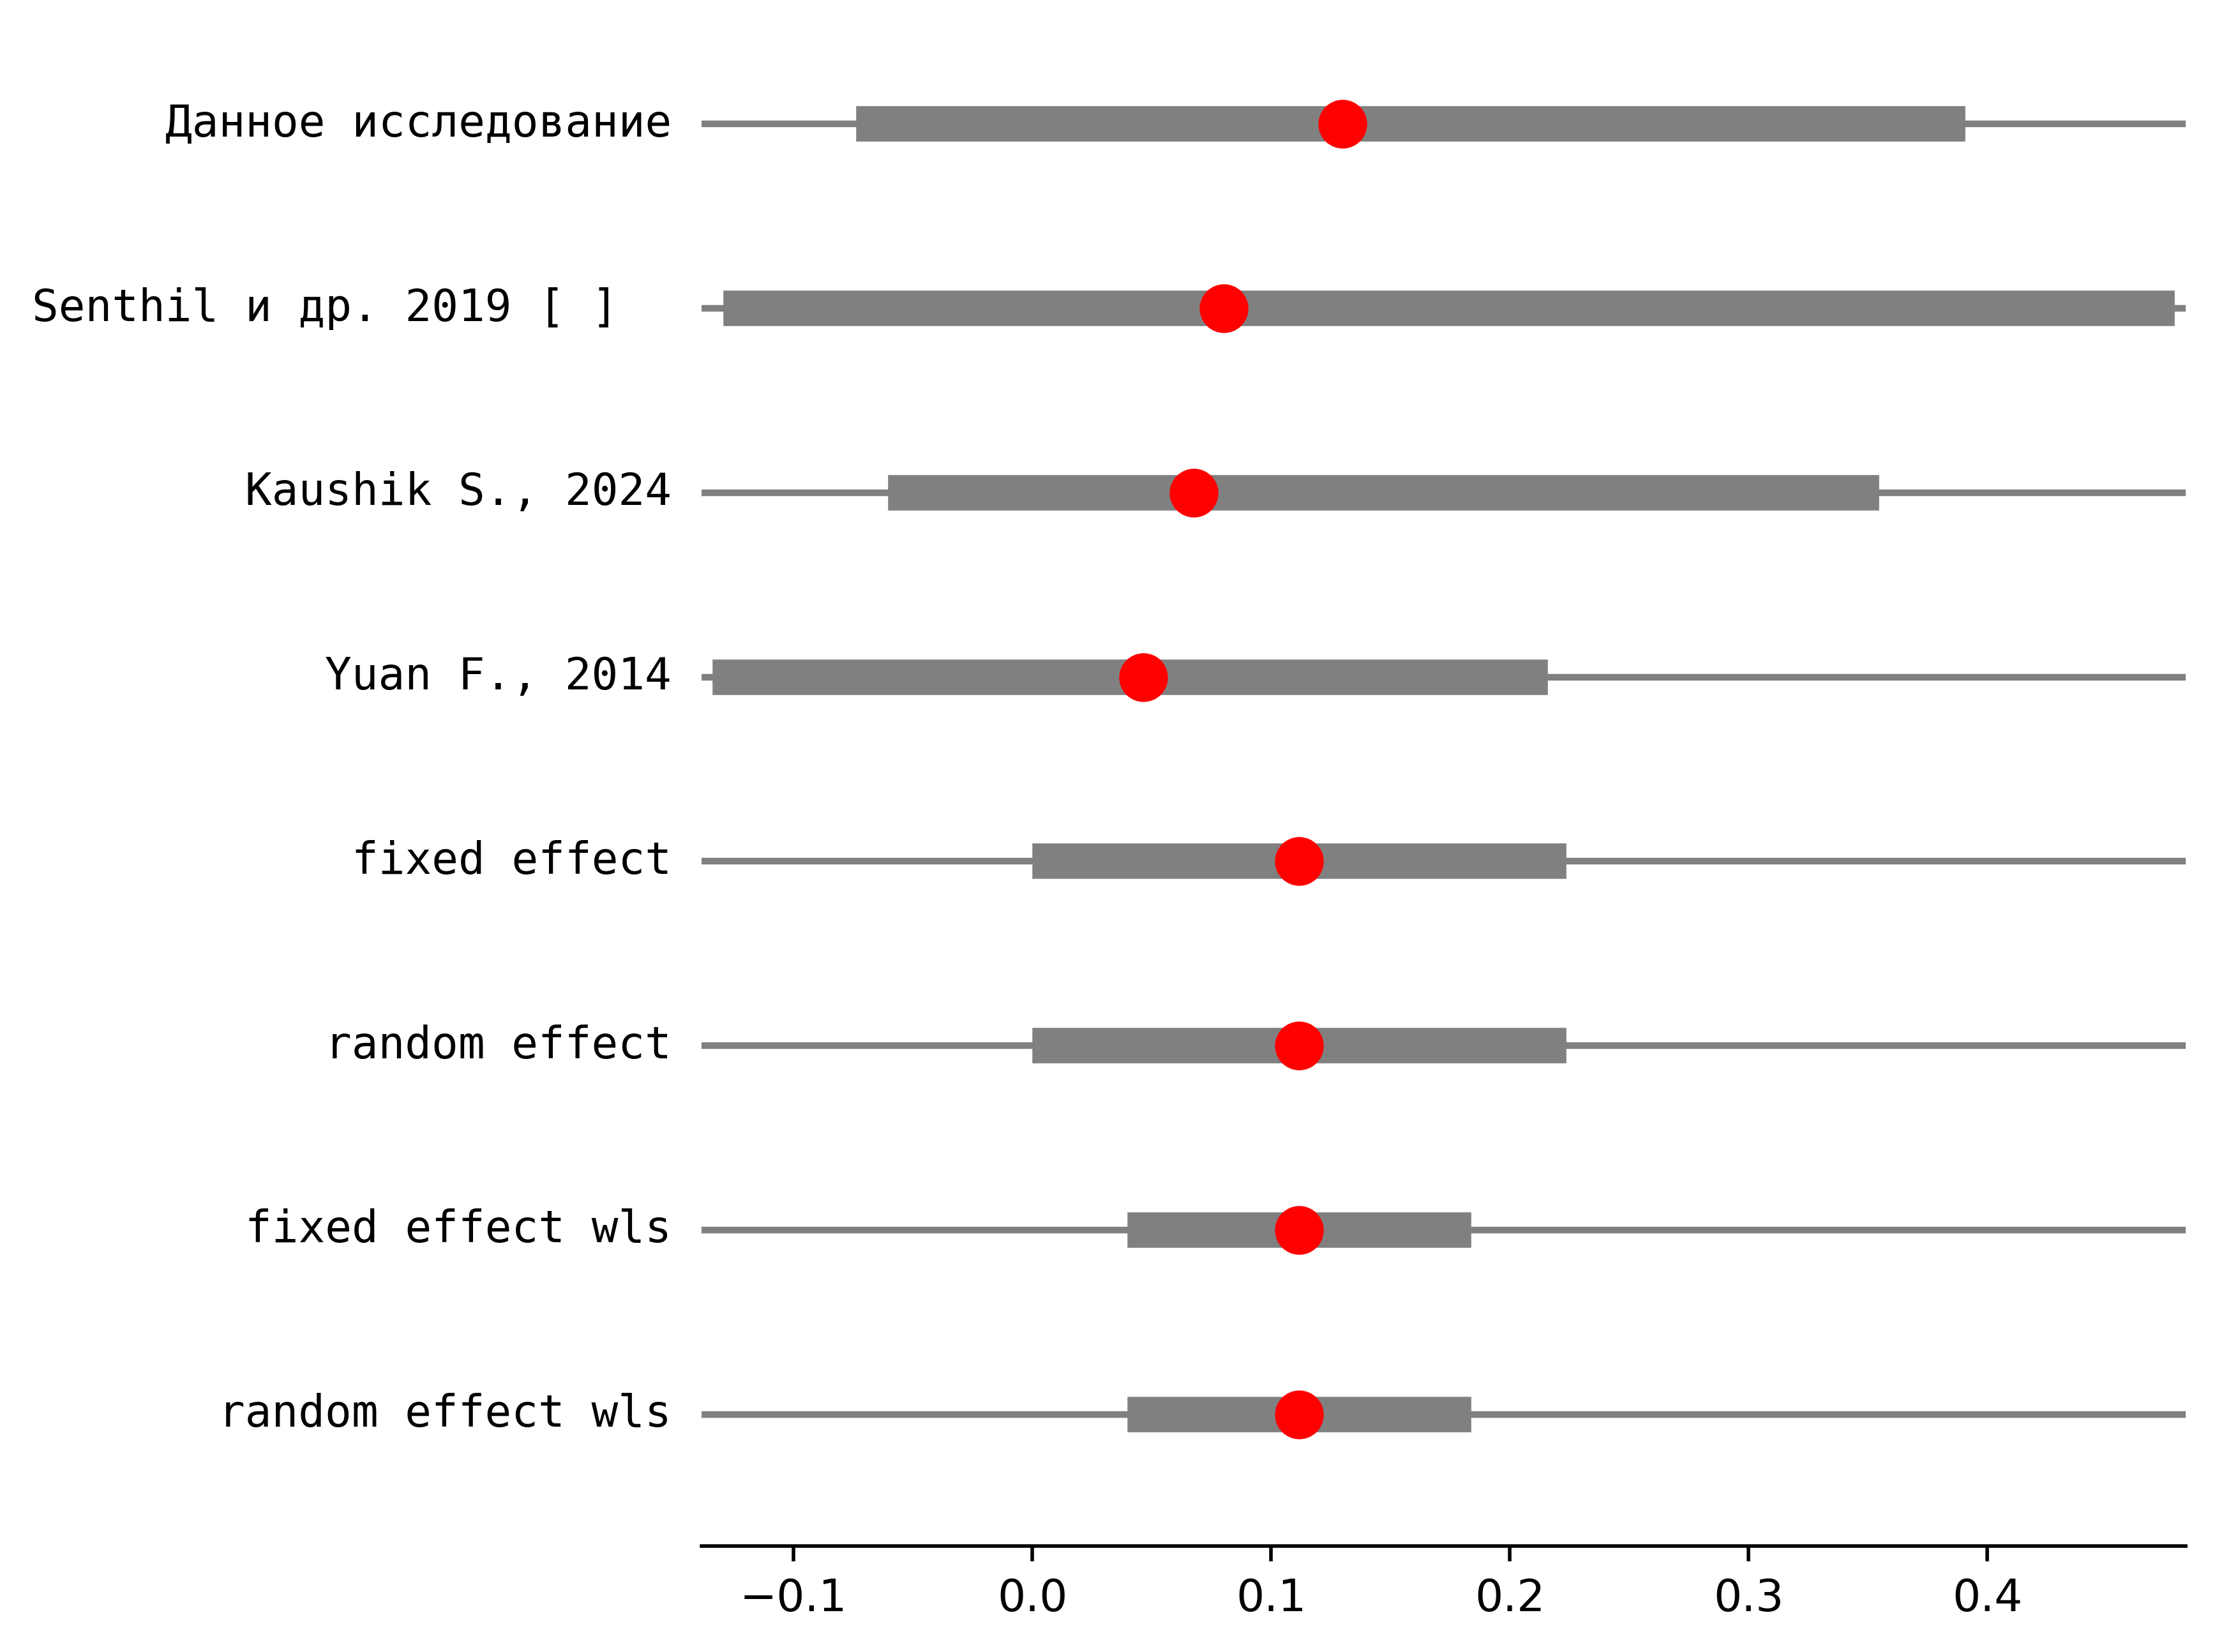 Данное исследование
Senthil и др. 2019 [ ]
Kaushik S., 2024
Yuan F., 2014
fixed effect
random effect
fixed effect wls
random effect wls
−0.1 0.0 0.1 0.2 0.3 0.4